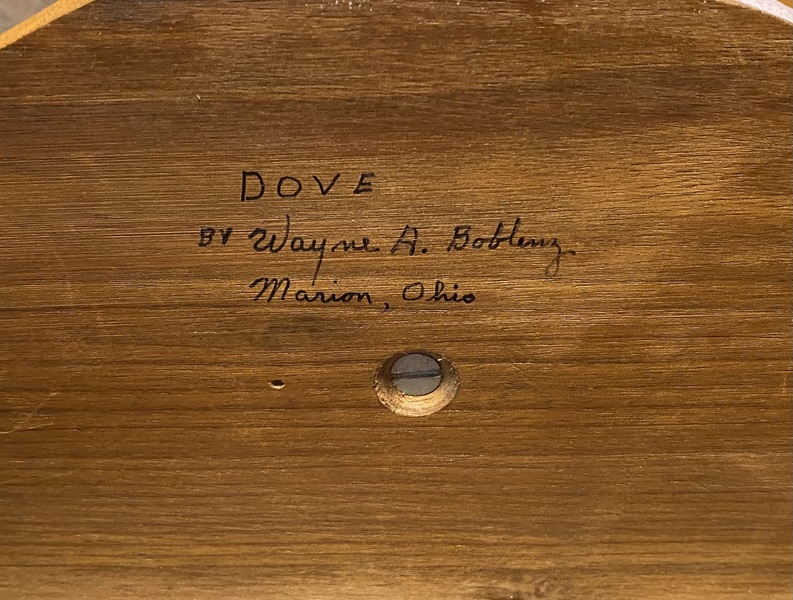 DOVE
BY Wayne A. Boblenz
Marion, Ohio